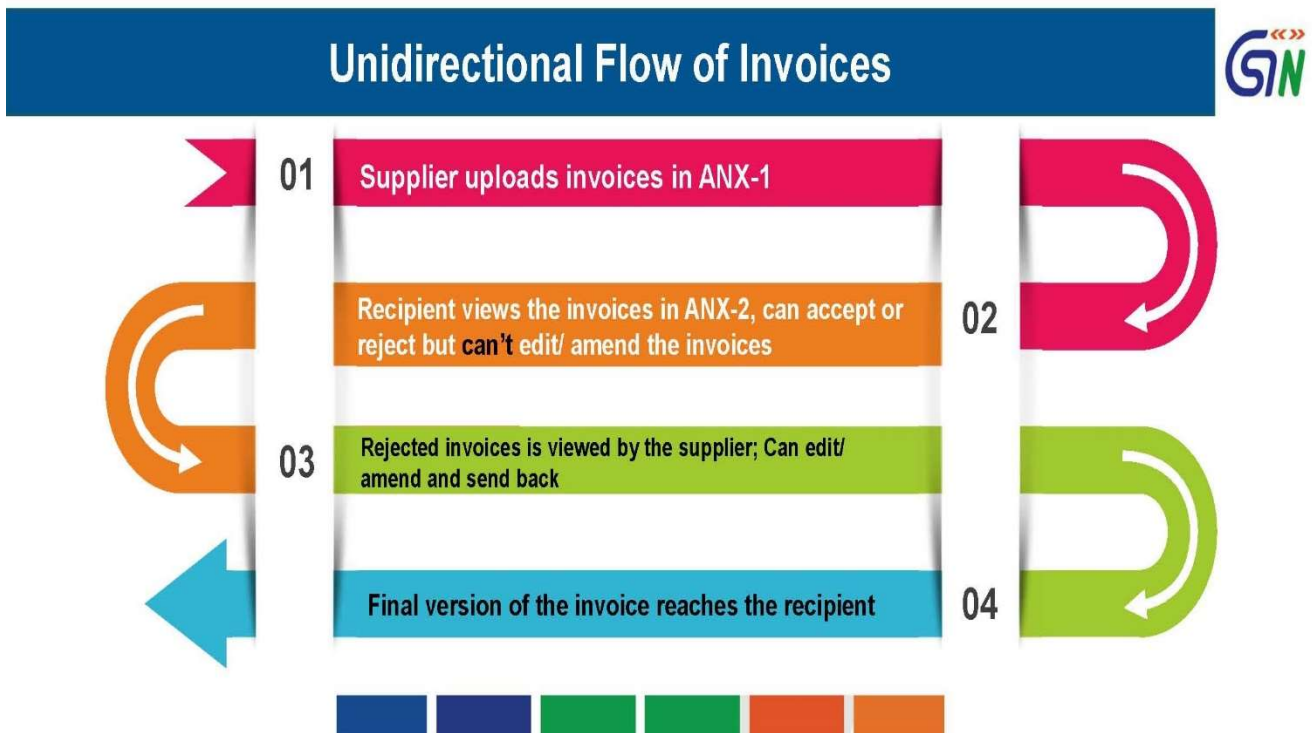 Unidirectional Flow of Invoices
GSTN
01
Supplier uploads invoices in ANX-1
Recipient views the invoices in ANX-2, can accept or
reject but can't edit/ amend the invoices
02
03
Rejected invoices is viewed by the supplier; Can edit/
amend and send back
Final version of the invoice reaches the recipient
04